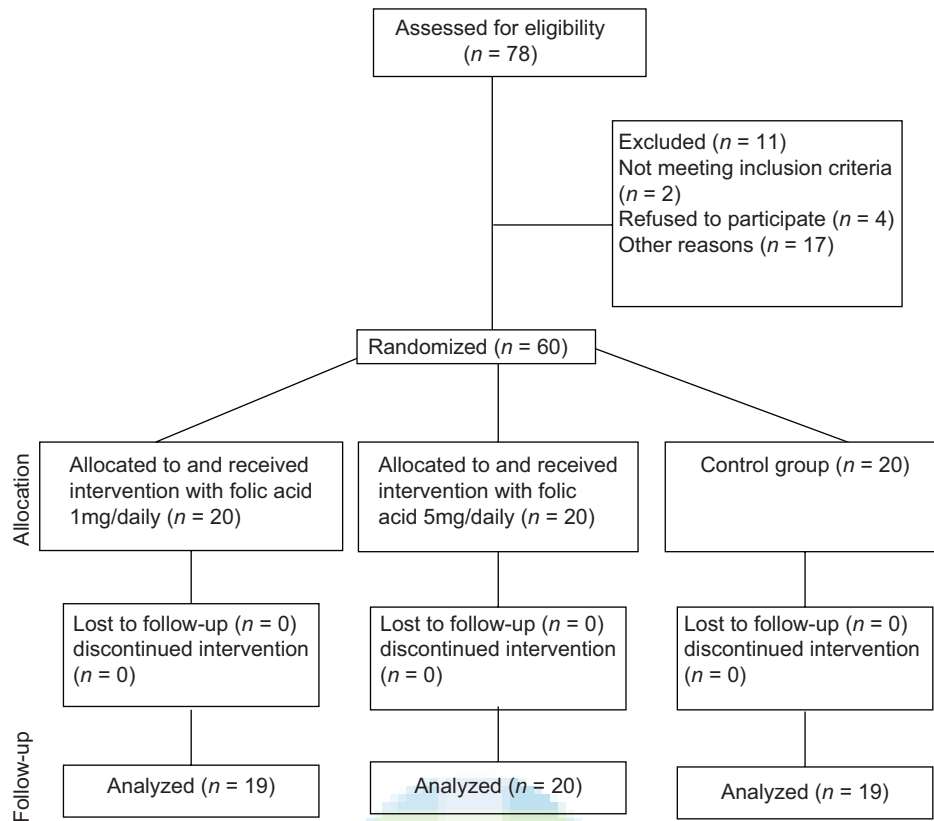 Assessed for eligibility
(n = 78)
Excluded (n = 11)
Not meeting inclusion criteria
(n = 2)
Refused to participate (n = 4)
Other reasons (n = 17)
Randomized (n = 60)
Allocation
Allocated to and received
intervention with folic acid
1mg/daily (n = 20)
Allocated to and received
intervention with folic
acid 5mg/daily (n = 20)
Control group (n = 20)
Lost to follow-up (n = 0)
discontinued intervention
(n = 0)
Lost to follow-up (n = 0)
discontinued intervention
(n = 0)
Lost to follow-up (n = 0)
discontinued intervention
(n = 0)
Follow-up
Analyzed (n = 19)
Analyzed (n = 20)
Analyzed (n = 19)